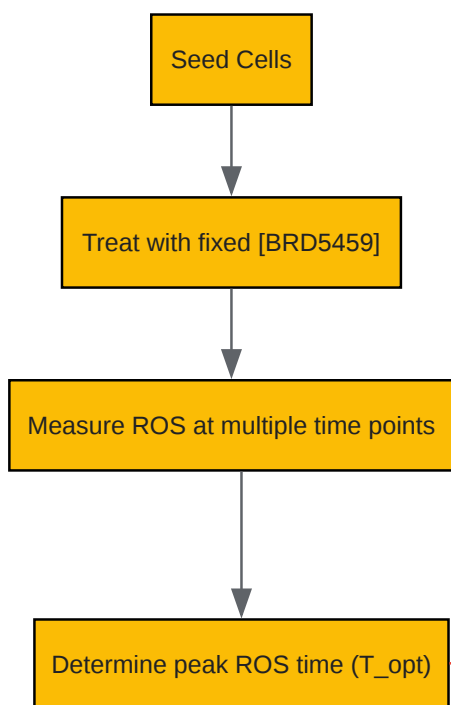 Seed Cells
Treat with fixed [BRD5459]
Measure ROS at multiple time points
Determine peak ROS time (T_opt)